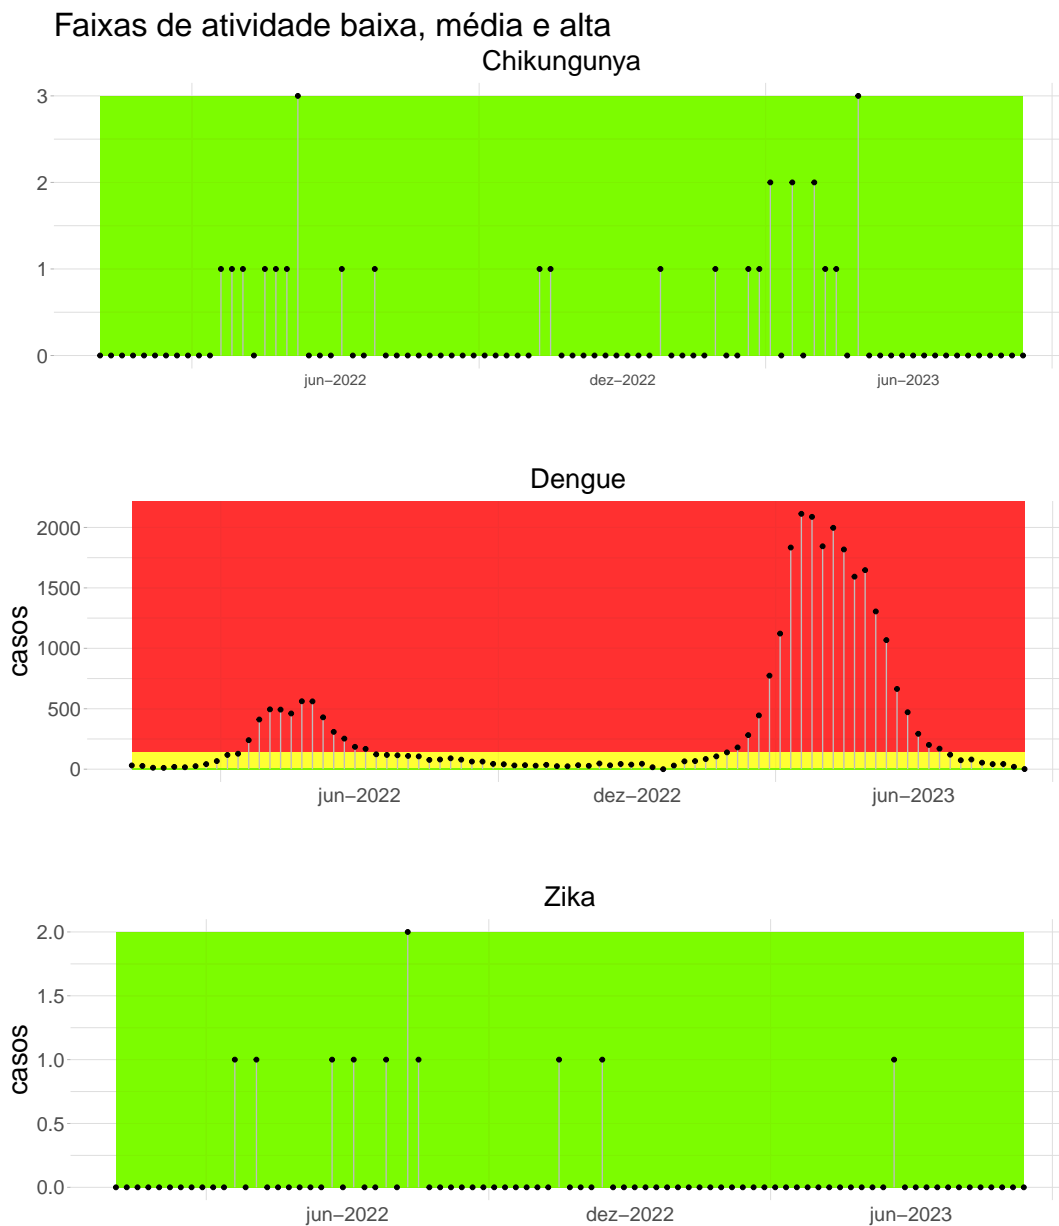 Faixas de atividade baixa, média e alta
Chikungunya
3
2
1
0
jun−2022 dez−2022 jun−2023
Dengue
casos
2000
1500
1000
500
0
jun−2022 dez−2022 jun−2023
Zika
casos
2.0
1.5
1.0
0.5
0.0
jun−2022 dez−2022 jun−2023